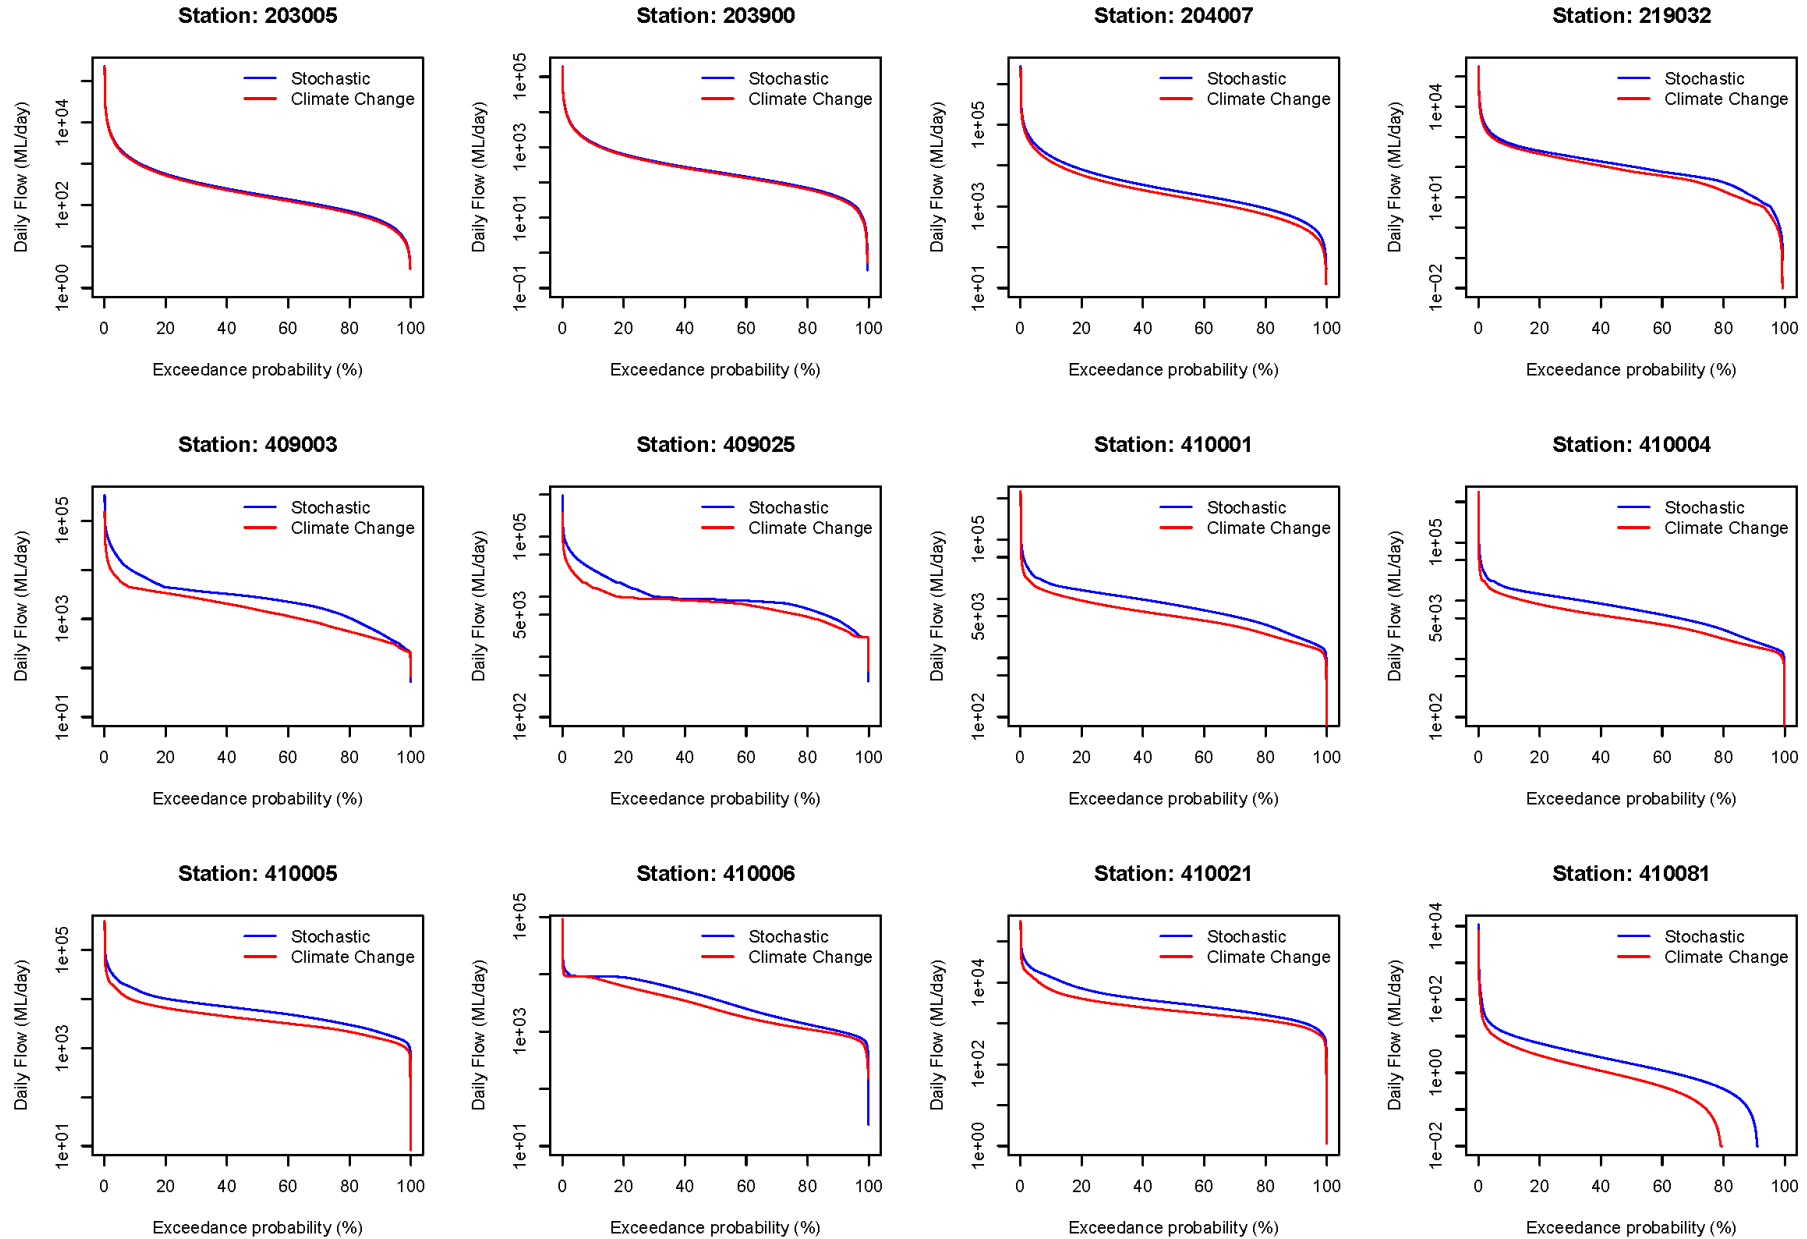 Station: 203005
Daily Flow (ML/day)
1e+04
1e+02
1e+00
Stochastic
Climate Change
0 20 40 60 80 100
Exceedance probability (%)
Station: 203900
Daily Flow (ML/day)
1e+05
1e+03
1e+01
1e−01
Stochastic
Climate Change
0 20 40 60 80 100
Exceedance probability (%)
Station: 204007
Daily Flow (ML/day)
1e+05
1e+03
1e+01
Stochastic
Climate Change
0 20 40 60 80 100
Exceedance probability (%)
Station: 219032
Daily Flow (ML/day)
1e+04
1e+01
1e−02
Stochastic
Climate Change
0 20 40 60 80 100
Exceedance probability (%)
Station: 409003
Daily Flow (ML/day)
1e+05
1e+03
1e+01
Stochastic
Climate Change
0 20 40 60 80 100
Exceedance probability (%)
Station: 409025
Daily Flow (ML/day)
1e+05
5e+03
1e+02
Stochastic
Climate Change
0 20 40 60 80 100
Exceedance probability (%)
Station: 410001
Daily Flow (ML/day)
1e+05
5e+03
1e+02
Stochastic
Climate Change
0 20 40 60 80 100
Exceedance probability (%)
Station: 410004
Daily Flow (ML/day)
1e+05
5e+03
1e+02
Stochastic
Climate Change
0 20 40 60 80 100
Exceedance probability (%)
Station: 410005
Daily Flow (ML/day)
1e+05
1e+03
1e+01
Stochastic
Climate Change
0 20 40 60 80 100
Exceedance probability (%)
Station: 410006
Daily Flow (ML/day)
1e+05
1e+03
1e+01
Stochastic
Climate Change
0 20 40 60 80 100
Exceedance probability (%)
Station: 410021
Daily Flow (ML/day)
1e+04
1e+02
1e+00
Stochastic
Climate Change
0 20 40 60 80 100
Exceedance probability (%)
Station: 410081
Daily Flow (ML/day)
1e+04
1e+02
1e+00
1e−02
Stochastic
Climate Change
0 20 40 60 80 100
Exceedance probability (%)